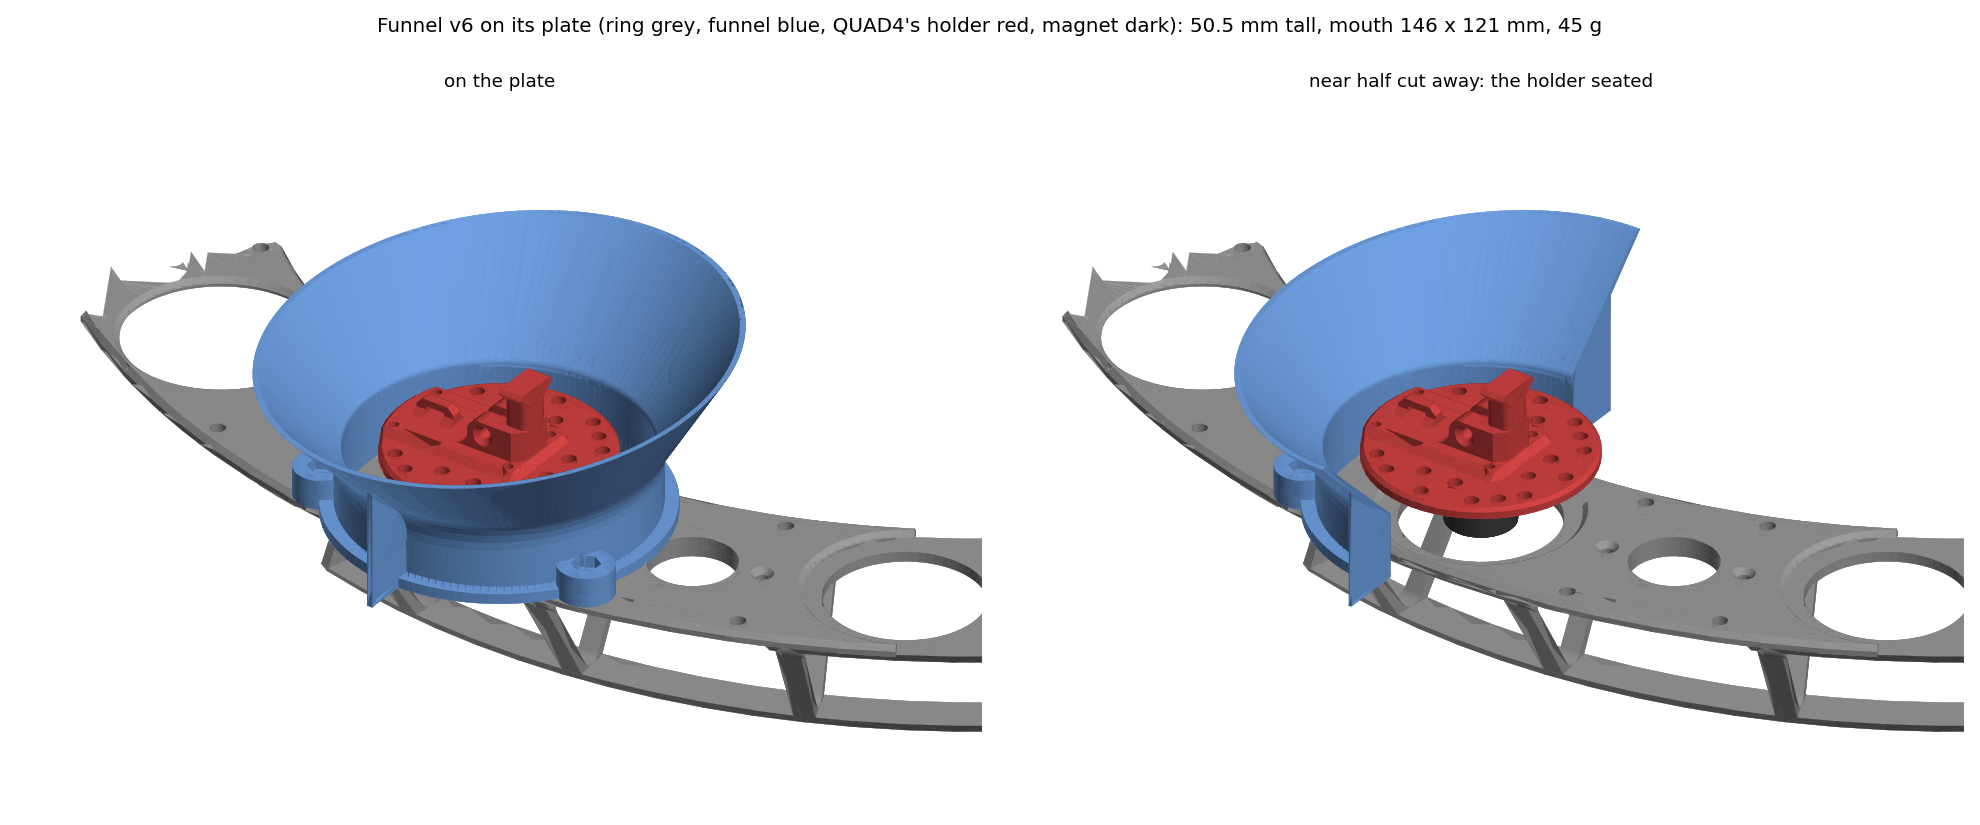 Funnel v6 on its plate (ring grey, funnel blue, QUAD4's holder red, magnet dark): 50.5 mm tall, mouth 146 x 121 mm, 45 g
on the plate
near half cut away: the holder seated